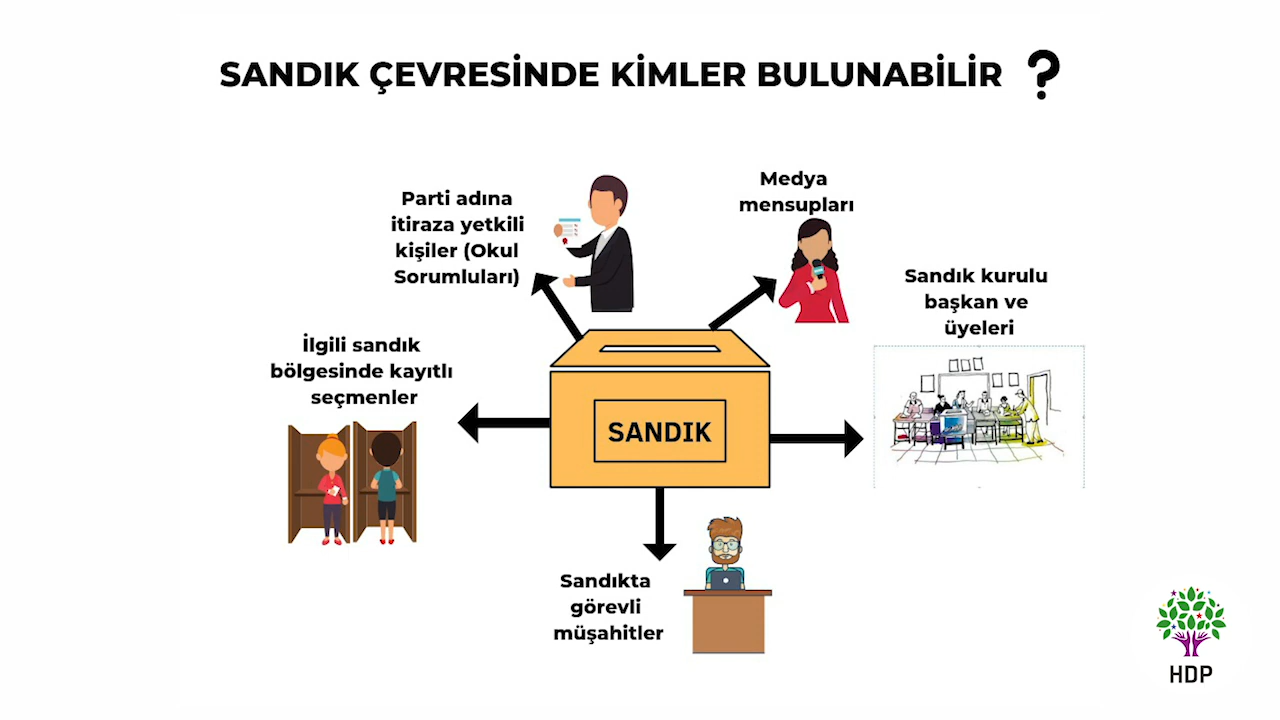 SANDIK ÇEVRESİNDE KİMLER BULUNABİLİR ?
Parti adına
itiraza yetkili
kişiler (Okul
Sorumluları)
Medya
mensupları
Sandık kurulu
başkan ve
üyeleri
İlgili sandık
bölgesinde kayıtlı
seçmenler
SANDIK
Sandıkta
görevli
müşahitler
HDP